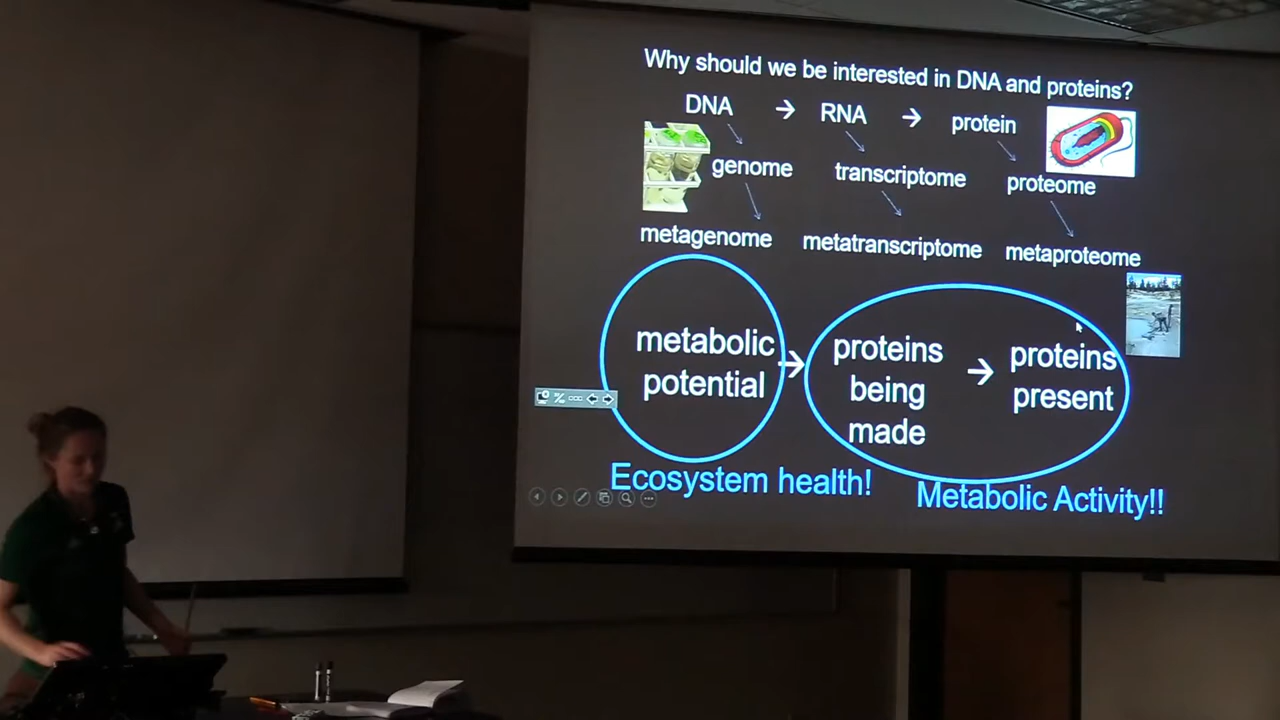 Why should we be interested in DNA and proteins?
DNA → RNA → protein
genome transcriptome proteome
metagenome metatranscriptome metaproteome
metabolic potential → proteins being made → proteins present
Ecosystem health!
Metabolic Activity!!